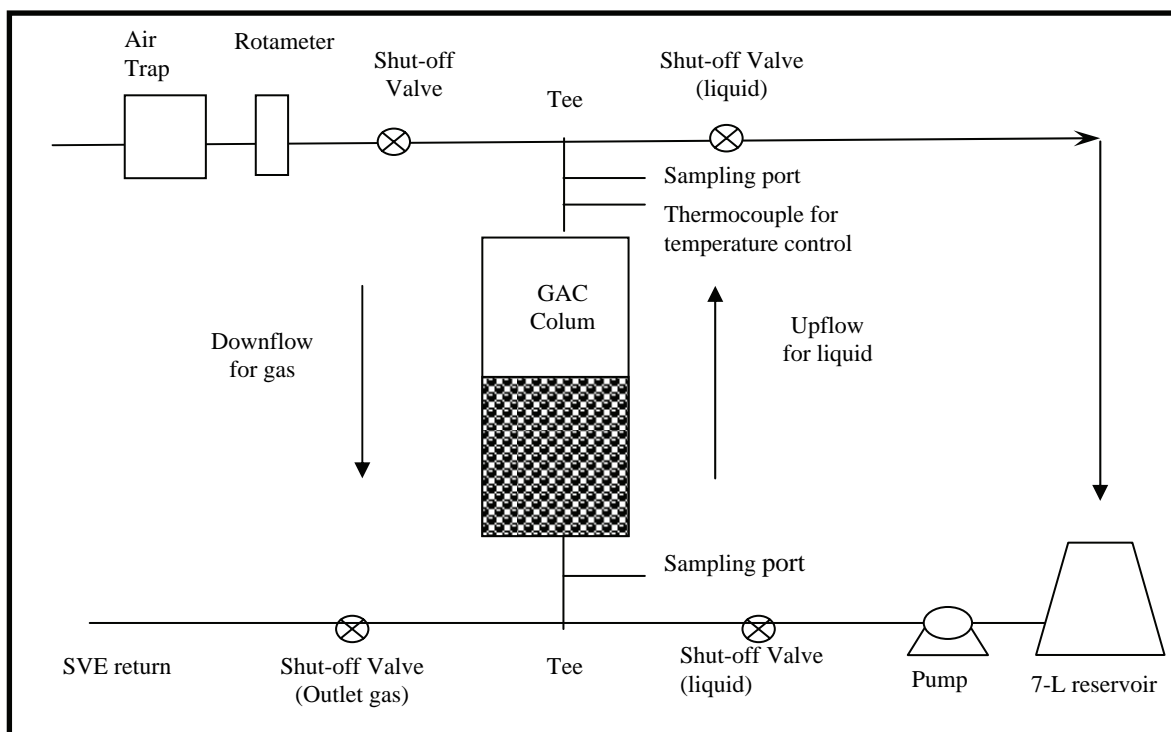 Air
Trap
Rotameter
Shut-off
Valve
Tee
Shut-off Valve
(liquid)
Sampling port
Thermocouple for
temperature control
GAC
Colum
Downflow
for gas
Upflow
for liquid
Sampling port
SVE return
Shut-off Valve
(Outlet gas)
Tee
Shut-off Valve
(liquid)
Pump
7-L reservoir